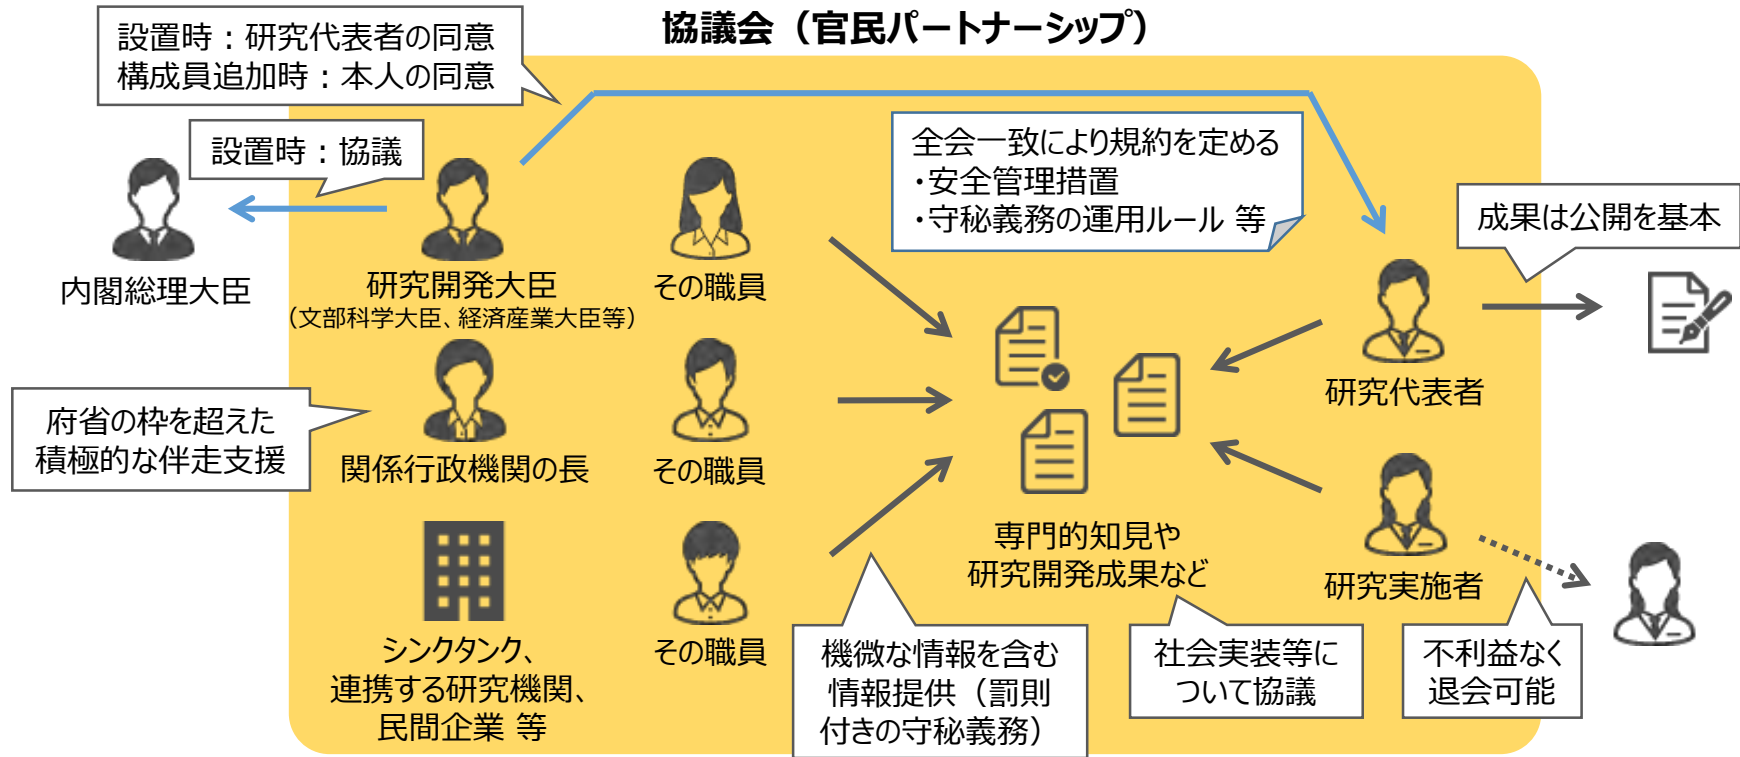 協議会（官民パートナーシップ）
設置時：研究代表者の同意
構成員追加時：本人の同意
設置時：協議
全会一致により規約を定める
・安全管理措置
・守秘義務の運用ルール 等
成果は公開を基本
内閣総理大臣
研究開発大臣
（文部科学大臣、経済産業大臣等）
その職員
研究代表者
府省の枠を超えた
積極的な伴走支援
関係行政機関の長
その職員
専門的知見や
研究開発成果など
研究実施者
シンクタンク、
連携する研究機関、
民間企業 等
その職員
機微な情報を含む
情報提供（罰則
付きの守秘義務）
社会実装等に
ついて協議
不利益なく
退会可能